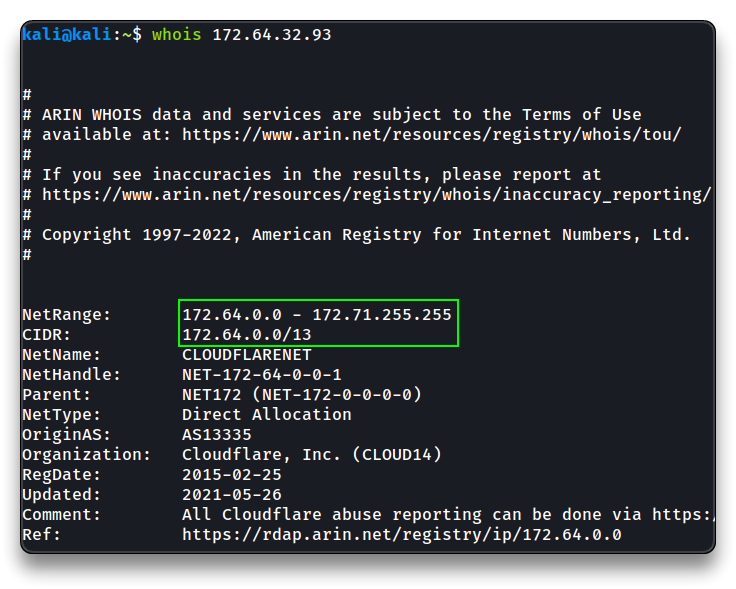 kali@kali:~$ whois 172.64.32.93
#
# ARIN WHOIS data and services are subject to the Terms of Use
# available at: https://www.arin.net/resources/registry/whois/tou/
#
# If you see inaccuracies in the results, please report at
# https://www.arin.net/resources/registry/whois/inaccuracy_reporting/
#
# Copyright 1997-2022, American Registry for Internet Numbers, Ltd.
#
NetRange: 172.64.0.0 - 172.71.255.255
CIDR: 172.64.0.0/13
NetName: CLOUDFLARENET
NetHandle: NET-172-64-0-0-1
Parent: NET172 (NET-172-0-0-0-0)
NetType: Direct Allocation
OriginAS: AS13335
Organization: Cloudflare, Inc. (CLOUD14)
RegDate: 2015-02-25
Updated: 2021-05-26
Comment: All Cloudflare abuse reporting can be done via https:/
Ref: https://rdap.arin.net/registry/ip/172.64.0.0